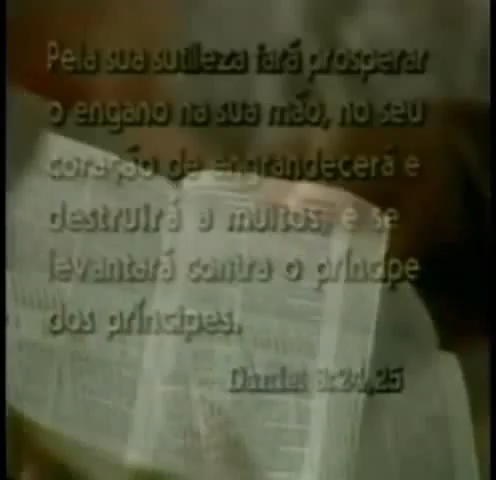 Pela sua sutileza fará prosperar
o engano na sua mão, no seu
coração de engrandecerá e
destruirá a muitos, e se
levantará contra o príncipe
dos príncipes.
Daniel 8:24,25